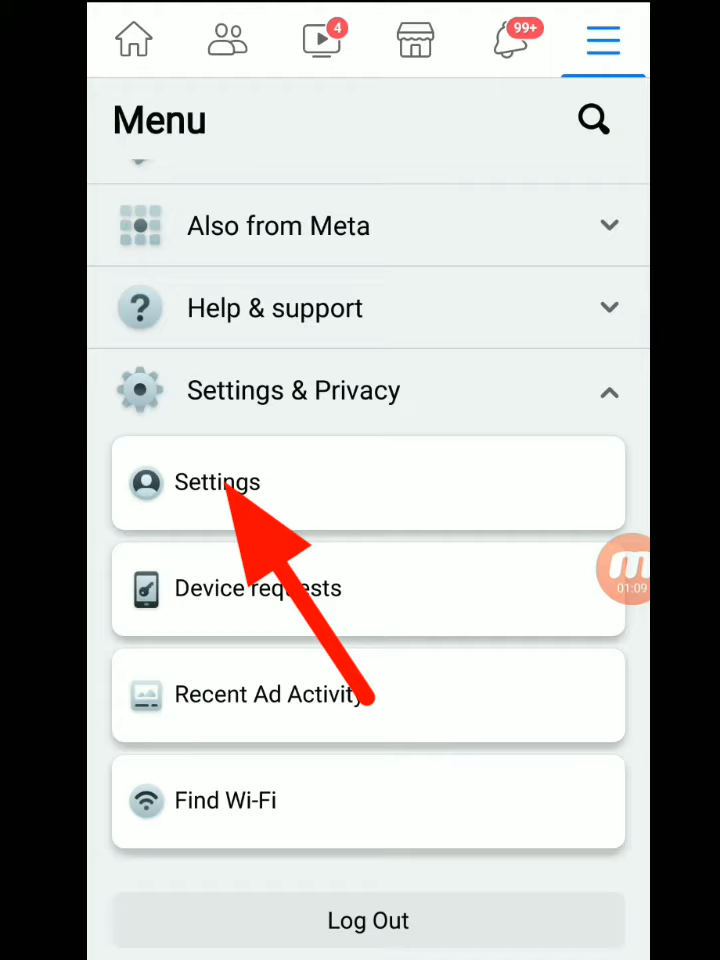 4
99+
Menu
Also from Meta
Help & support
Settings & Privacy
Settings
Device requests
01:09
Recent Ad Activity
Find Wi-Fi
Log Out